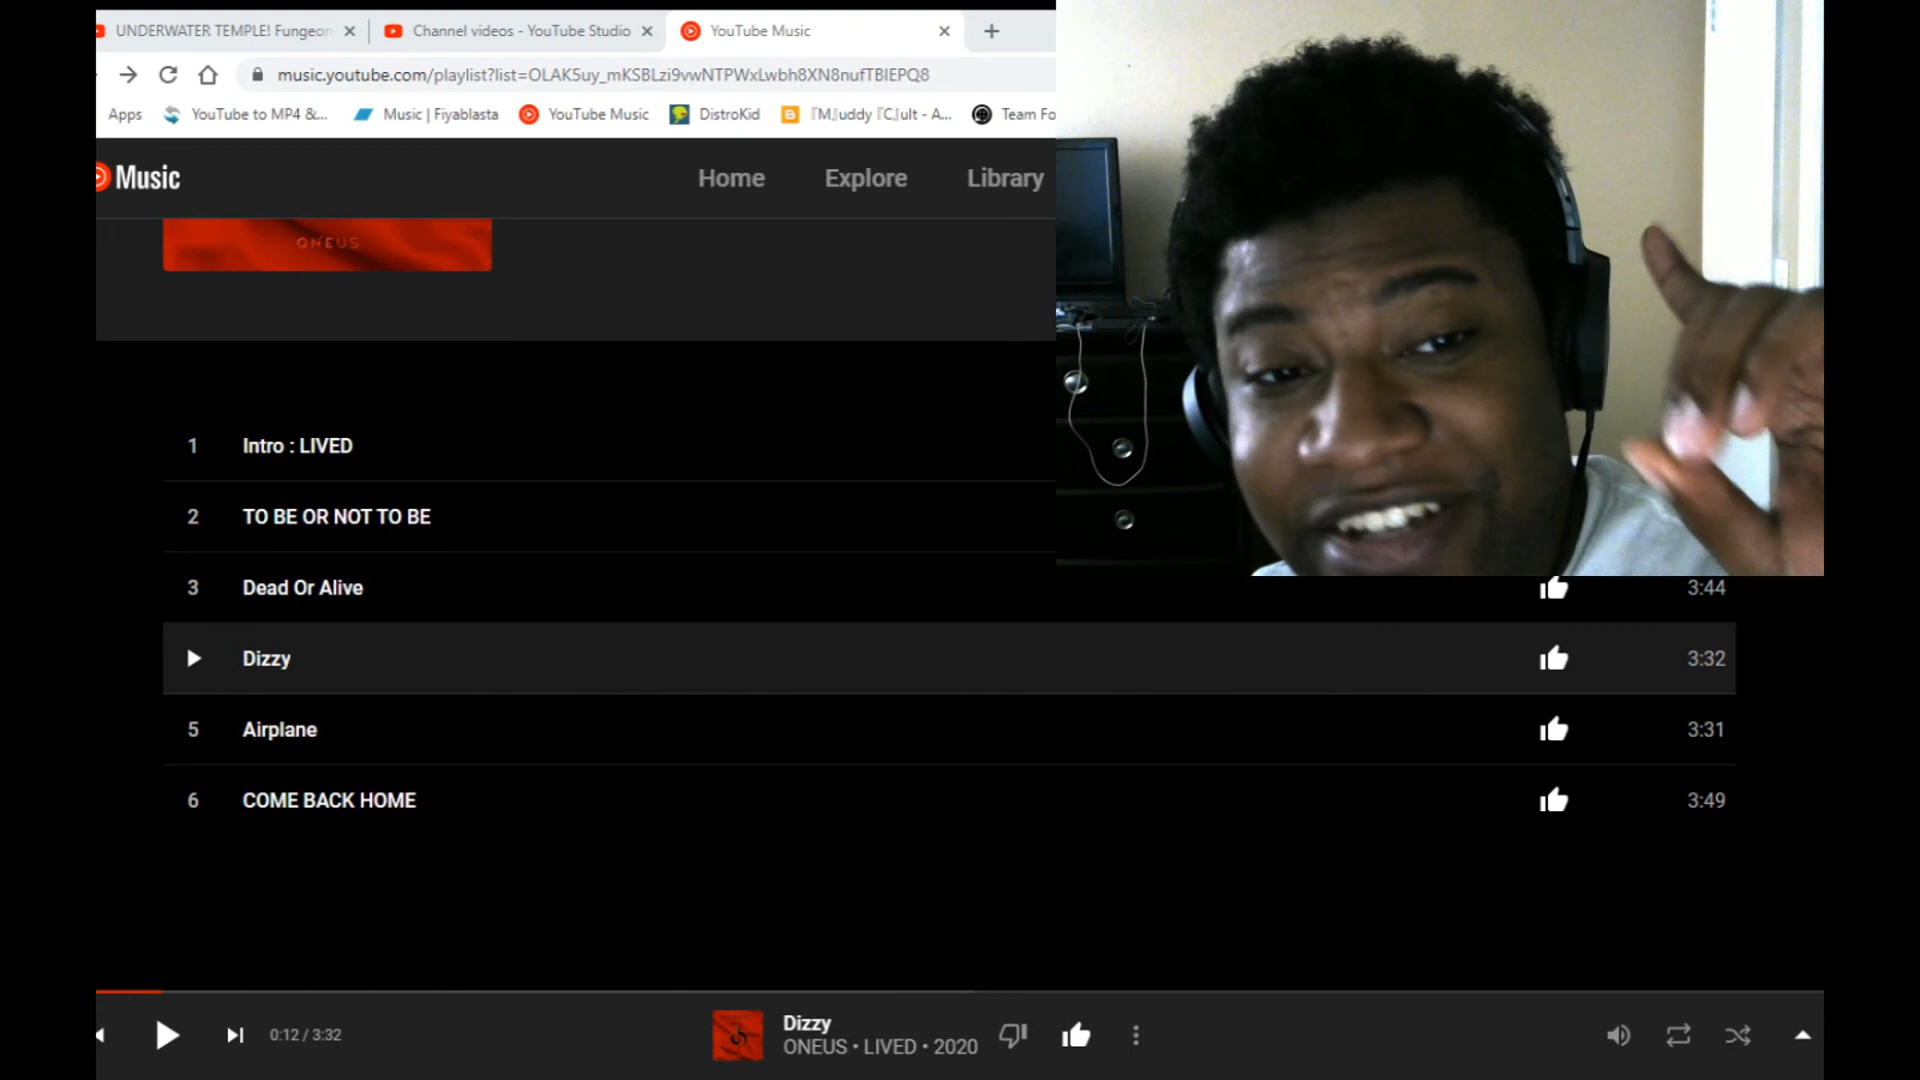 UNDERWATER TEMPLE! Fungeon
Channel videos - YouTube Studio
YouTube Music
music.youtube.com/playlist?list=OLAK5uy_mKSBLzi9vwNTPWxLwbh8XN8nufTBIEPQ8
Apps
YouTube to MP4 &...
Music | Fiyablasta
YouTube Music
DistroKid
『M』uddy 『C』ult - A...
Team Fo
Music
Home
Explore
Library
ONEUS
1 Intro : LIVED
2 TO BE OR NOT TO BE
3 Dead Or Alive 3:44
Dizzy 3:32
5 Airplane 3:31
6 COME BACK HOME 3:49
0:12 / 3:32
Dizzy
ONEUS • LIVED • 2020